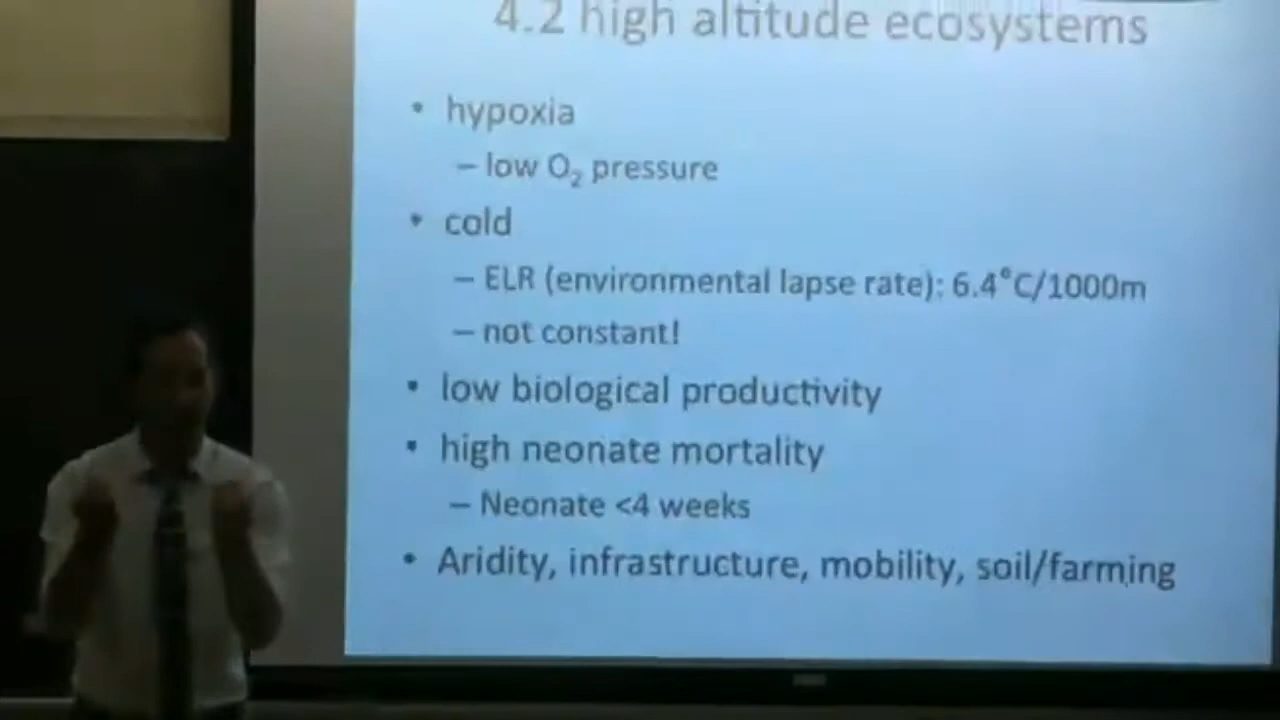 4.2 high altitude ecosystems
• hypoxia
– low O₂ pressure
• cold
– ELR (environmental lapse rate): 6.4°C/1000m
– not constant!
• low biological productivity
• high neonate mortality
– Neonate <4 weeks
• Aridity, infrastructure, mobility, soil/farming